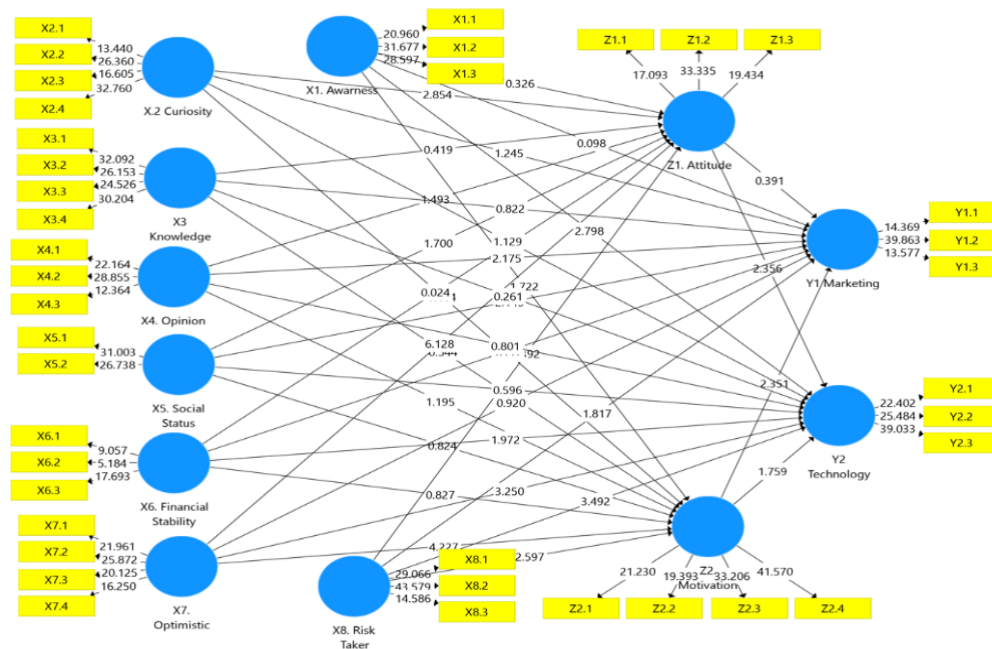 X2.1
X2.2
X2.3
X2.4
13.440
26.360
16.605
32.760
X.2 Curiosity
X1.1
X1.2
X1.3
20.960
31.677
28.597
X1. Awarness
Z1.1
Z1.2
Z1.3
17.093
33.335
19.434
Z1. Attitude
0.326
2.854
X3.1
X3.2
X3.3
X3.4
32.092
26.153
24.526
30.204
X3
Knowledge
0.419
1.245
0.098
0.391
1.493
0.822
X4.1
X4.2
X4.3
22.164
28.855
12.364
X4. Opinion
1.700
1.129
2.175
2.798
2.356
Y1.1
Y1.2
Y1.3
14.369
39.863
13.577
Y1 Marketing
0.024
0.261
X5.1
X5.2
31.003
26.738
X5. Social
Status
6.128
0.801
0.596
0.920
1.195
2.351
1.817
Y2.1
Y2.2
Y2.3
22.402
25.484
39.033
Y2
Technology
X6.1
X6.2
X6.3
9.057
5.184
17.693
X6. Financial
Stability
0.824
1.972
0.827
3.250
3.492
1.759
X7.1
X7.2
X7.3
X7.4
21.961
25.872
20.125
16.250
X7.
Optimistic
4.227
2.597
X8.1
X8.2
X8.3
29.066
43.579
14.586
X8. Risk
Taker
Z2
Motivation
21.230
19.393
33.206
41.570
Z2.1
Z2.2
Z2.3
Z2.4